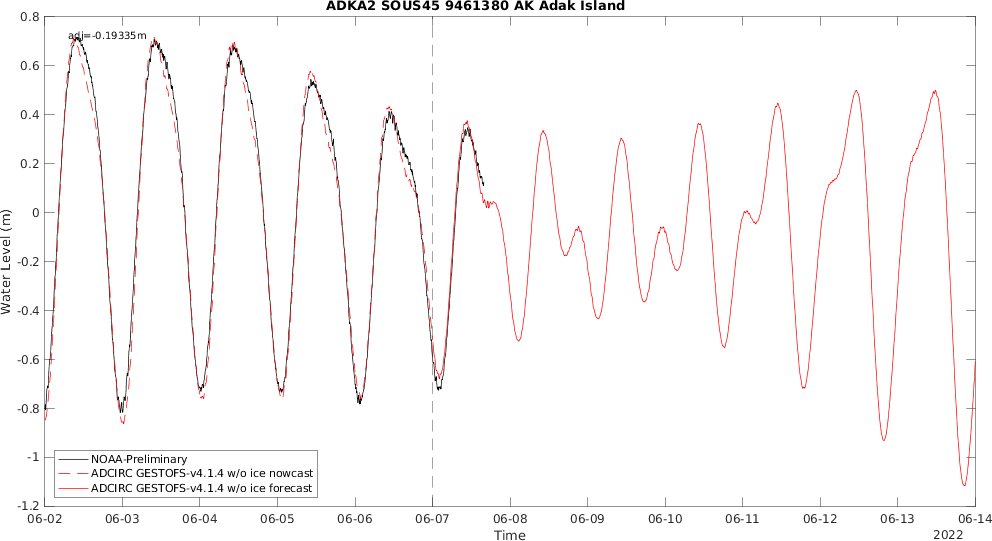 ADKA2 SOUS45 9461380 AK Adak Island
adj=-0.19335m
0.8
0.6
0.4
0.2
0
-0.2
-0.4
-0.6
-0.8
-1
-1.2
Water Level (m)
NOAA-Preliminary
ADCIRC GESTOFS-v4.1.4 w/o ice nowcast
ADCIRC GESTOFS-v4.1.4 w/o ice forecast
06-02 06-03 06-04 06-05 06-06 06-07 06-08 06-09 06-10 06-11 06-12 06-13 06-14
Time
2022